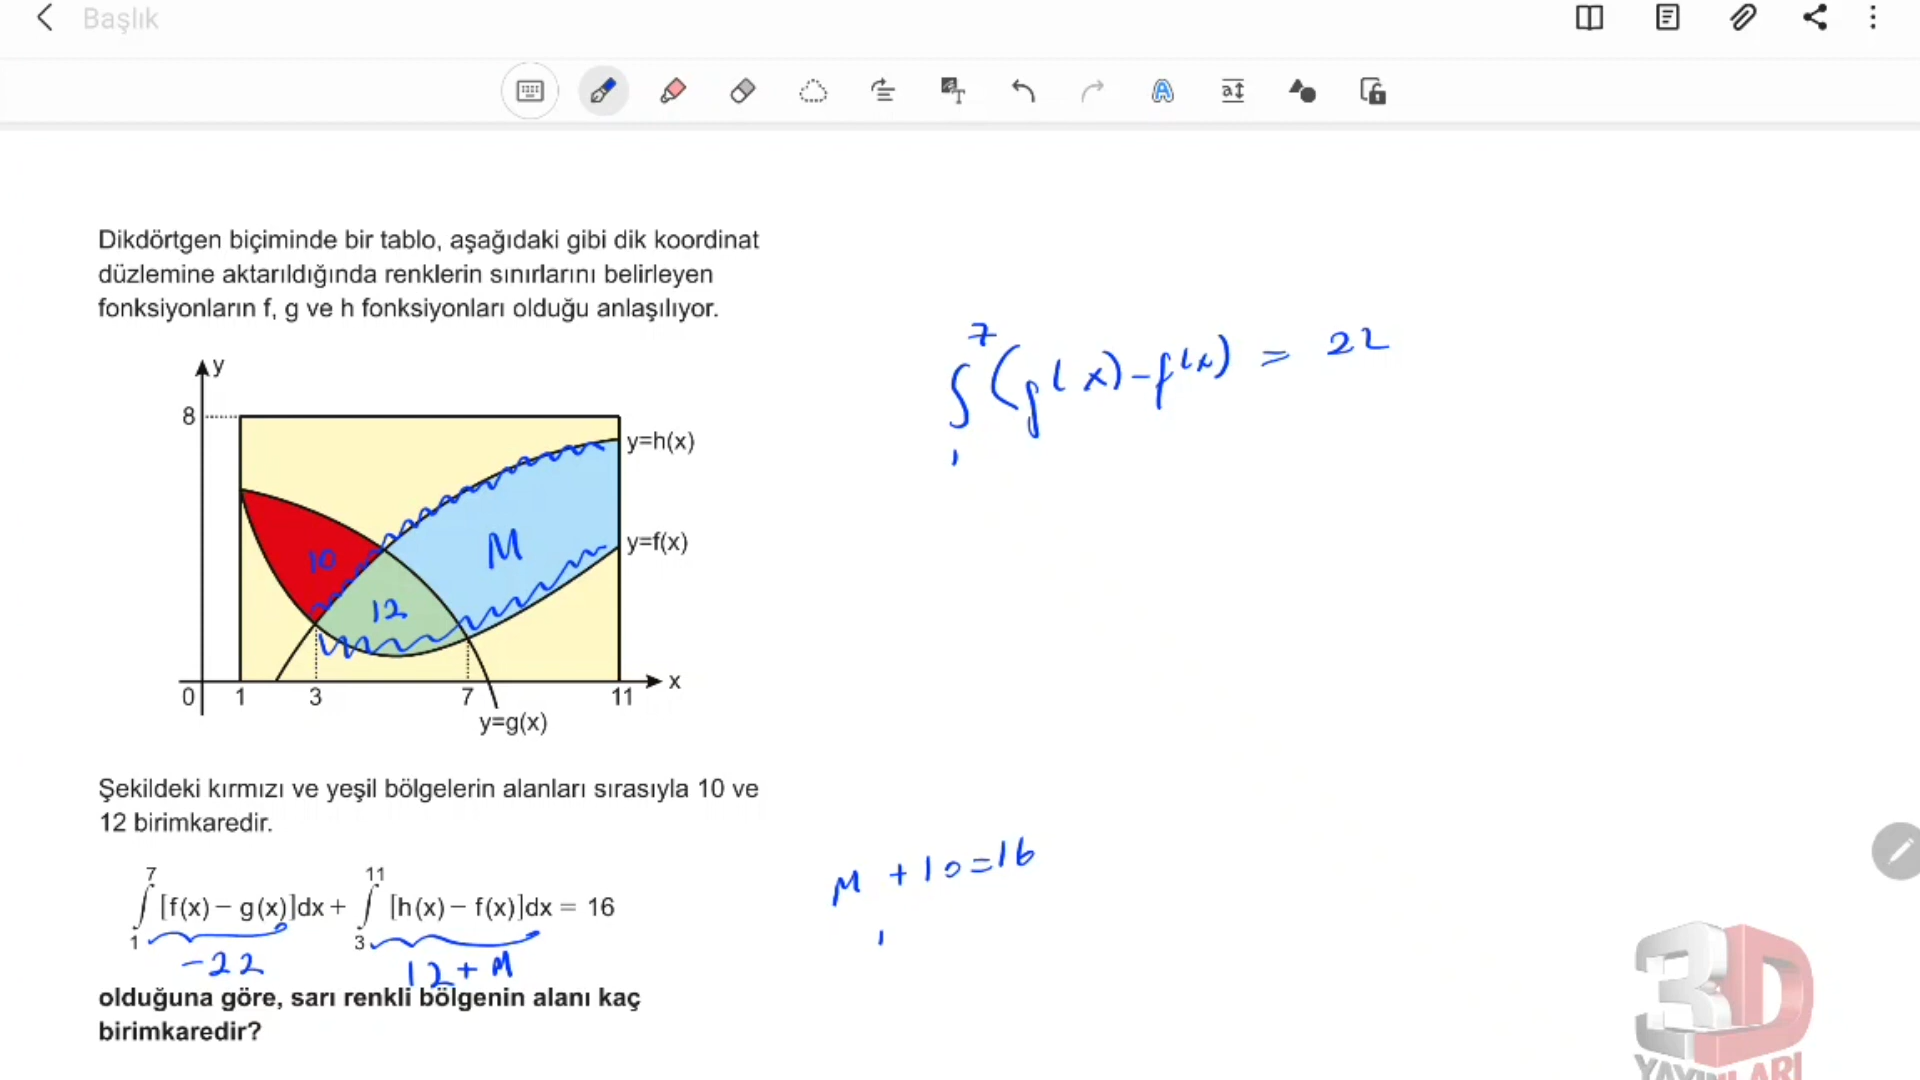 Başlık
Dikdörtgen biçiminde bir tablo, aşağıdaki gibi dik koordinat
düzlemine aktarıldığında renklerin sınırlarını belirleyen
fonksiyonların f, g ve h fonksiyonları olduğu anlaşılıyor.
y
8
y=h(x)
y=f(x)
10
12
M
0 1 3 7 11 x
y=g(x)
7
∫ (g(x)-f(x) = 22
1
Şekildeki kırmızı ve yeşil bölgelerin alanları sırasıyla 10 ve
12 birimkaredir.
7 11
∫ [f(x) – g(x)]dx + ∫ [h(x) – f(x)]dx = 16
1 3
-22 12+M
M + 10 = 16
olduğuna göre, sarı renkli bölgenin alanı kaç
birimkaredir?
3D
YAYINLARI